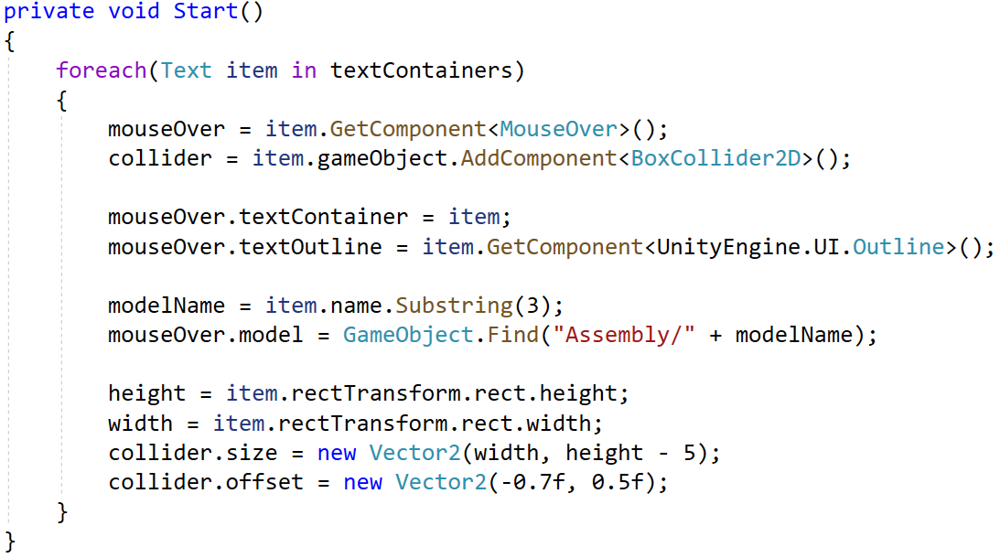 private void Start()
{
    foreach(Text item in textContainers)
    {
        mouseOver = item.GetComponent<MouseOver>();
        collider = item.gameObject.AddComponent<BoxCollider2D>();

        mouseOver.textContainer = item;
        mouseOver.textOutline = item.GetComponent<UnityEngine.UI.Outline>();

        modelName = item.name.Substring(3);
        mouseOver.model = GameObject.Find("Assembly/" + modelName);

        height = item.rectTransform.rect.height;
        width = item.rectTransform.rect.width;
        collider.size = new Vector2(width, height - 5);
        collider.offset = new Vector2(-0.7f, 0.5f);
    }
}